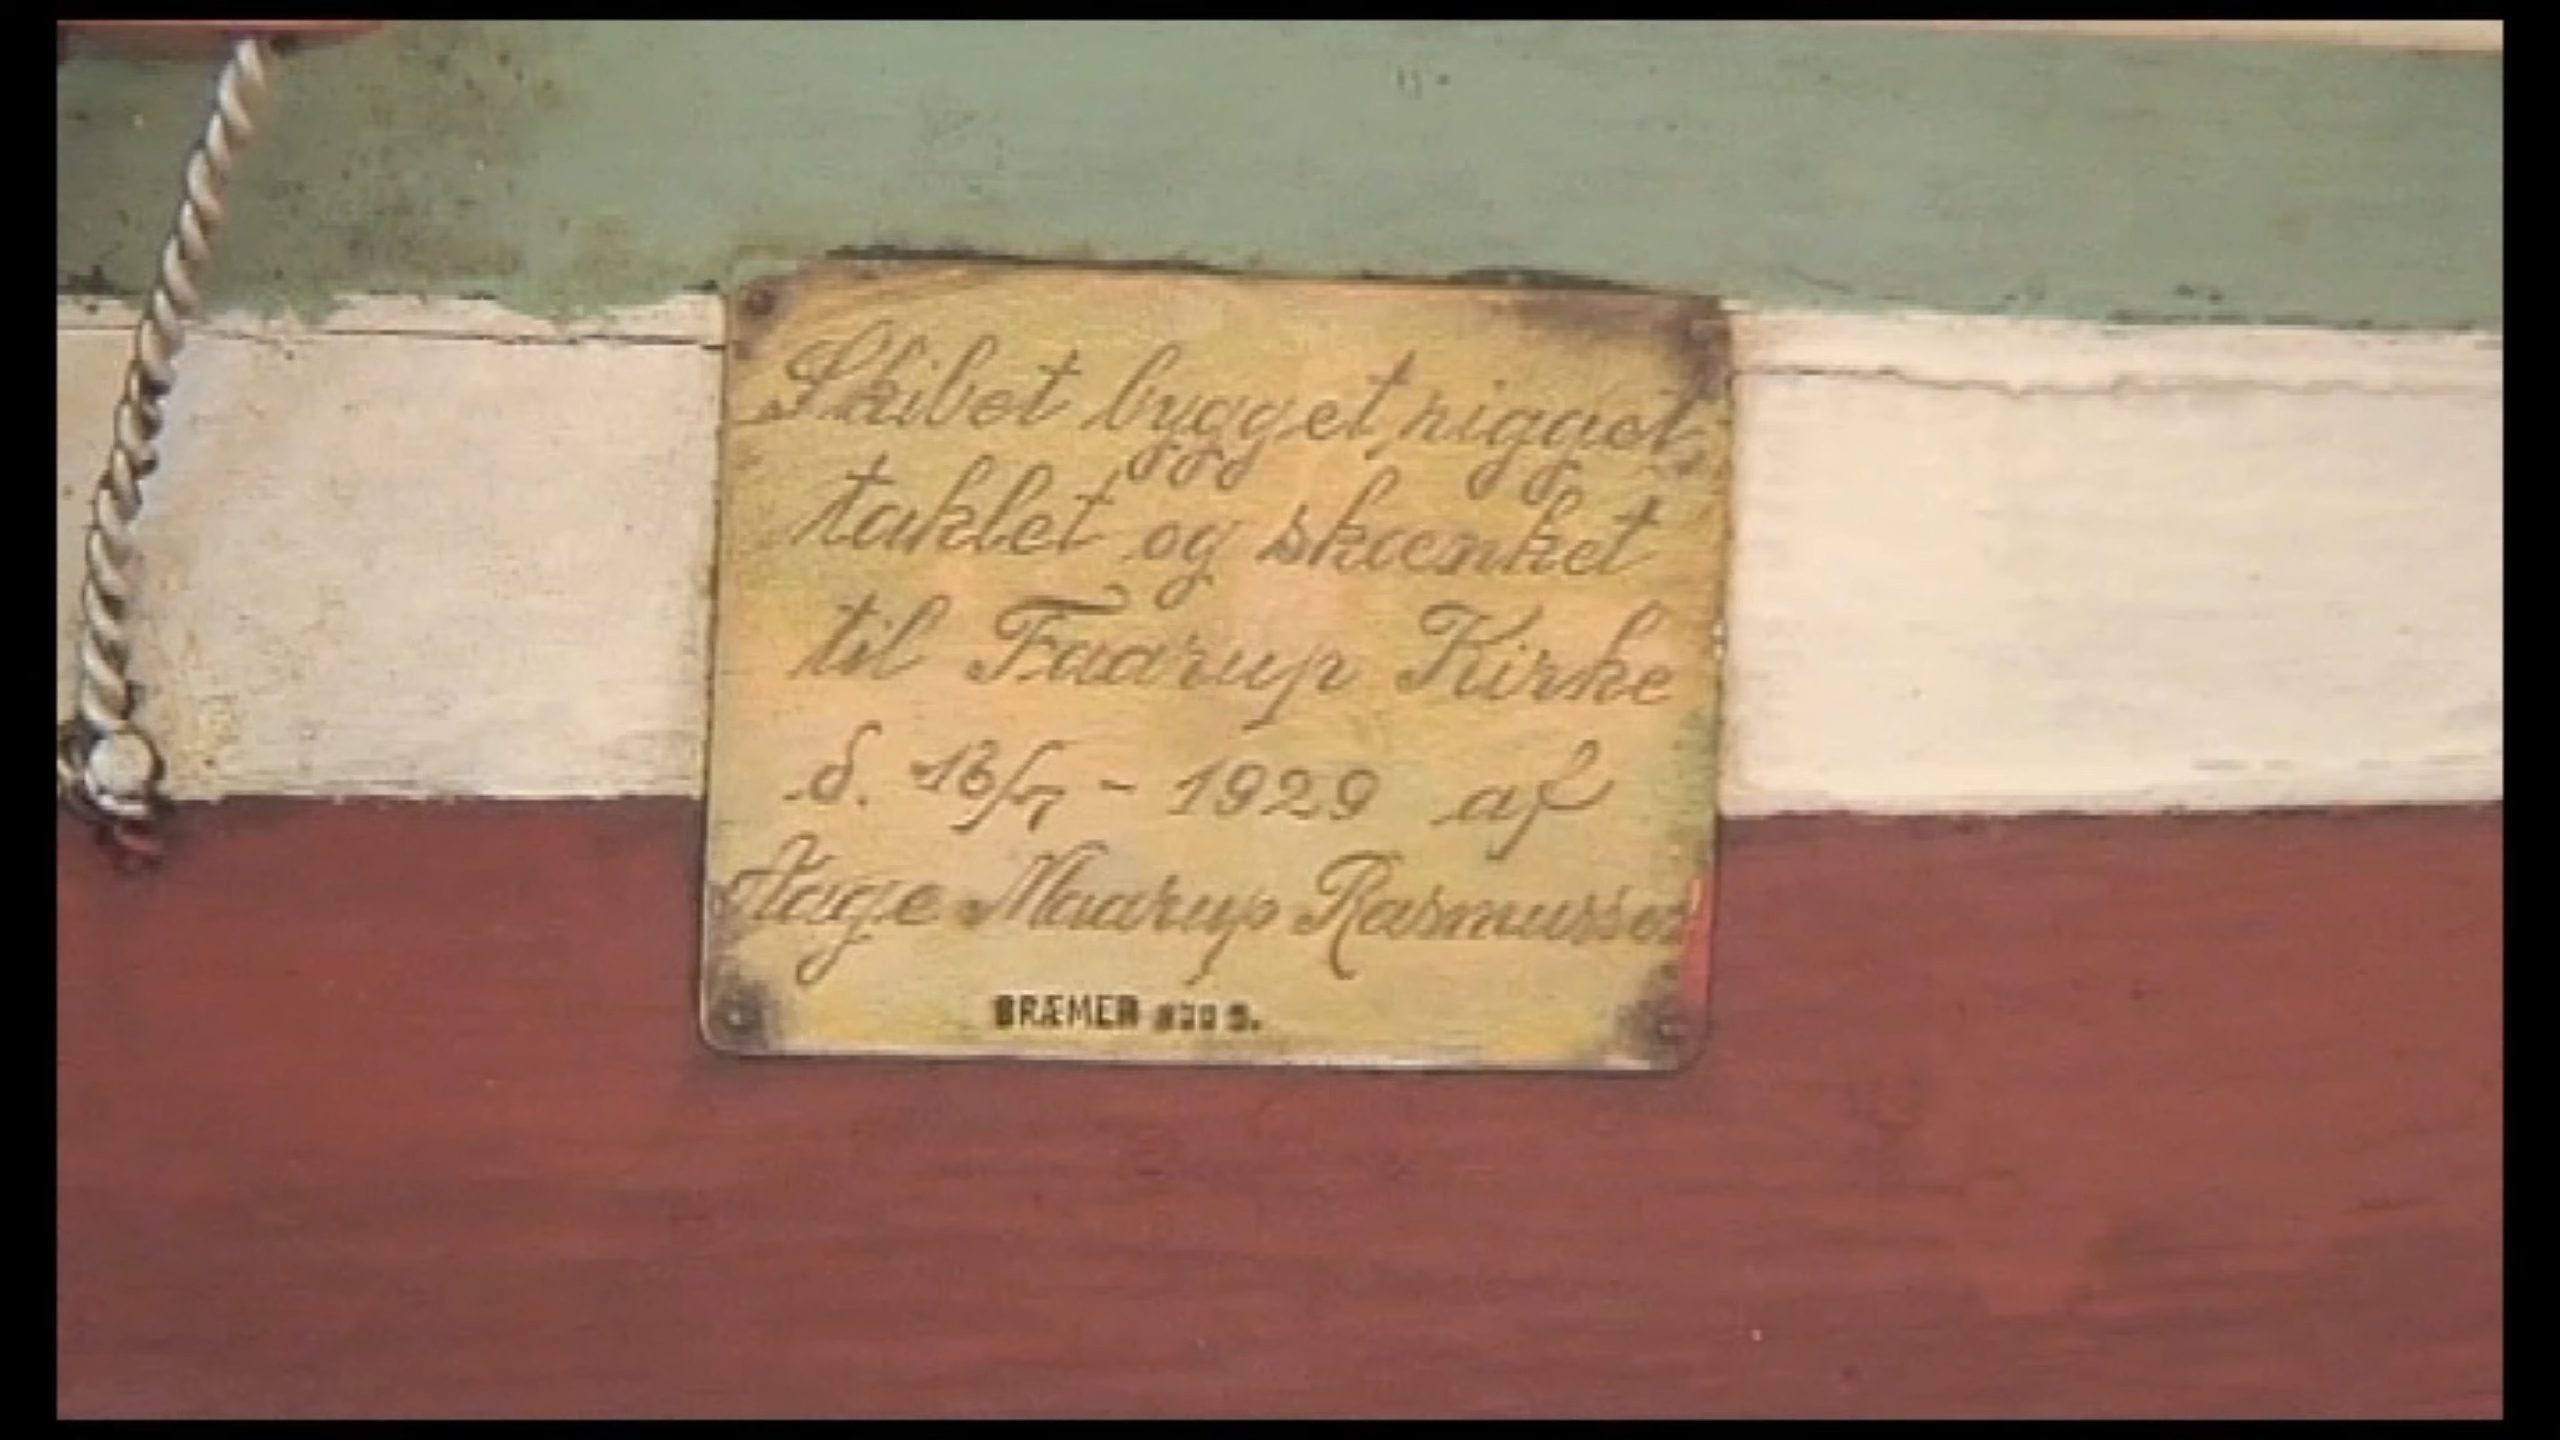 Skibet bygget, rigget,
taklet og skænket
til Faarup Kirke
d. 16/7 - 1929 af
Aage Maarup Rasmussen
BRÆMER S.